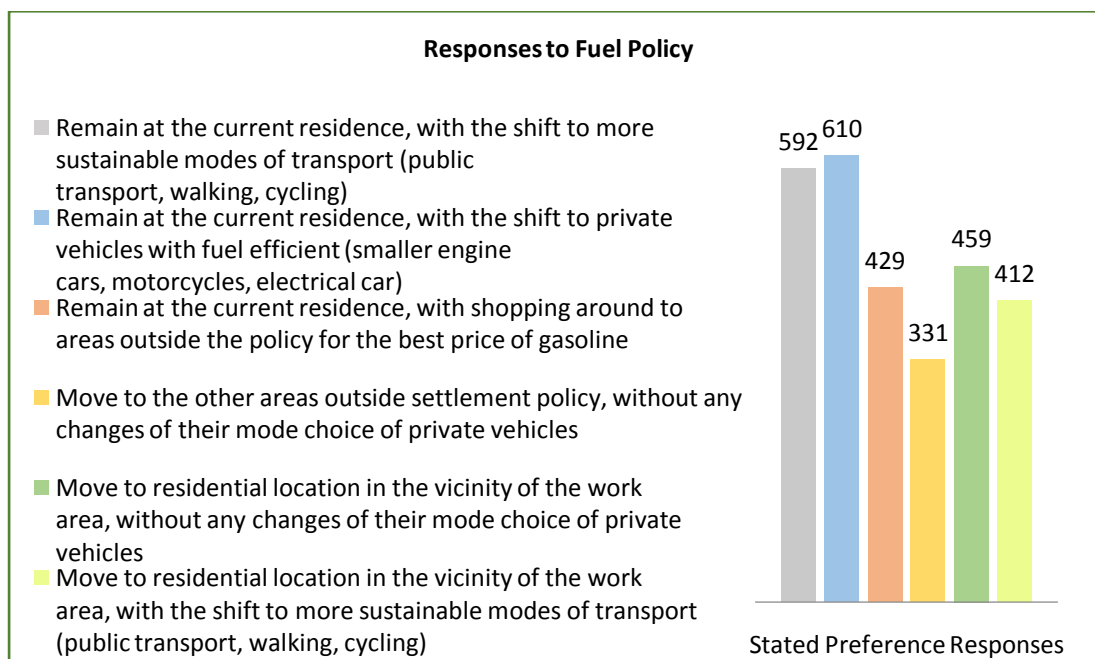 Responses to Fuel Policy
Remain at the current residence, with the shift to more
sustainable modes of transport (public
transport, walking, cycling)
Remain at the current residence, with the shift to private
vehicles with fuel efficient (smaller engine
cars, motorcycles, electrical car)
Remain at the current residence, with shopping around to
areas outside the policy for the best price of gasoline
Move to the other areas outside settlement policy, without any
changes of their mode choice of private vehicles
Move to residential location in the vicinity of the work
area, without any changes of their mode choice of private
vehicles
Move to residential location in the vicinity of the work
area, with the shift to more sustainable modes of transport
(public transport, walking, cycling)
592
610
429
331
459
412
Stated Preference Responses